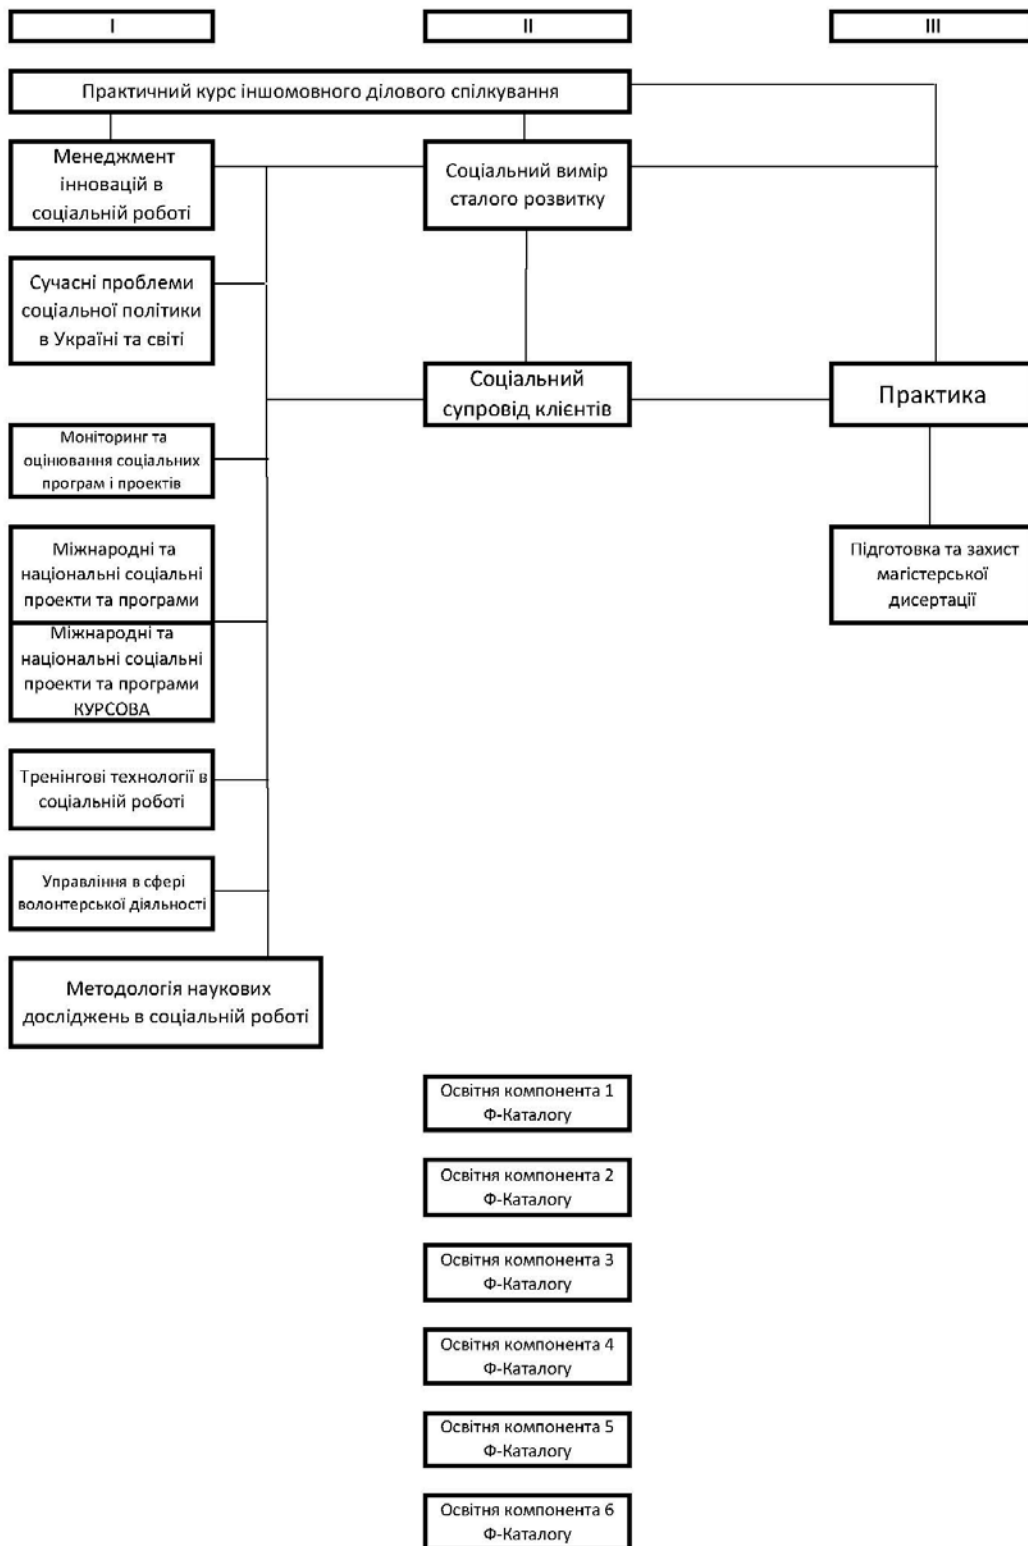 I
II
III
Практичний курс іншомовного ділового спілкування
Менеджмент
інновацій в
соціальній роботі
Соціальний вимір
сталого розвитку
Сучасні проблеми
соціальної політики
в Україні та світі
Соціальний
супровід клієнтів
Практика
Моніторинг та
оцінювання соціальних
програм і проектів
Міжнародні та
національні соціальні
проекти та програми
Підготовка та захист
магістерської
дисертації
Міжнародні та
національні соціальні
проекти та програми
КУРСОВА
Тренінгові технології в
соціальній роботі
Управління в сфері
волонтерської діяльності
Методологія наукових
досліджень в соціальній роботі
Освітня компонента 1
Ф-Каталогу
Освітня компонента 2
Ф-Каталогу
Освітня компонента 3
Ф-Каталогу
Освітня компонента 4
Ф-Каталогу
Освітня компонента 5
Ф-Каталогу
Освітня компонента 6
Ф-Каталогу